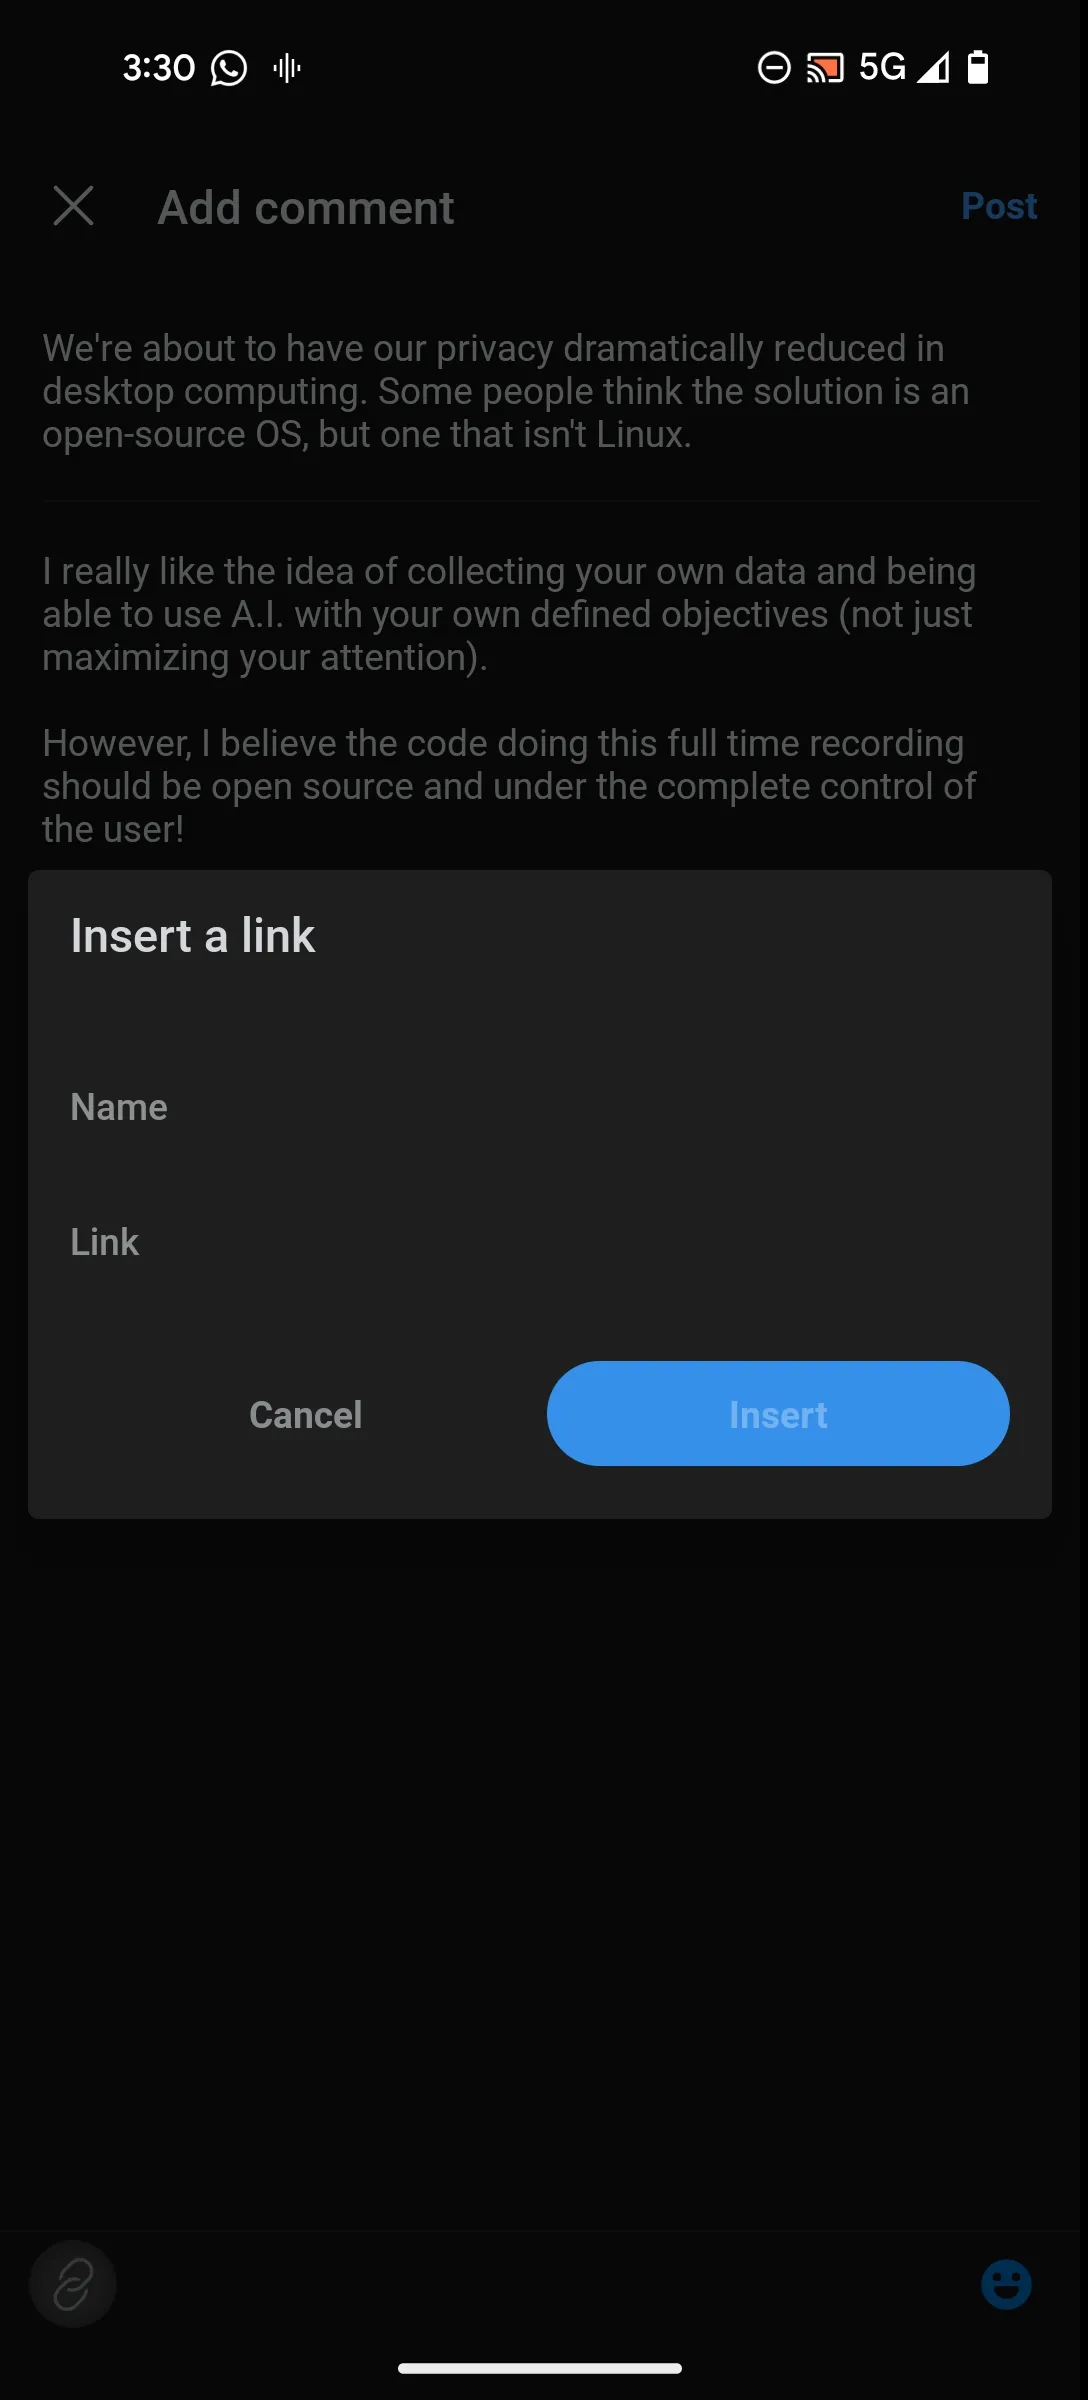 3:30
5G
Add comment
Post
We're about to have our privacy dramatically reduced in
desktop computing. Some people think the solution is an
open-source OS, but one that isn't Linux.
I really like the idea of collecting your own data and being
able to use A.I. with your own defined objectives (not just
maximizing your attention).
However, I believe the code doing this full time recording
should be open source and under the complete control of
the user!
Insert a link
Name
Link
Cancel
Insert